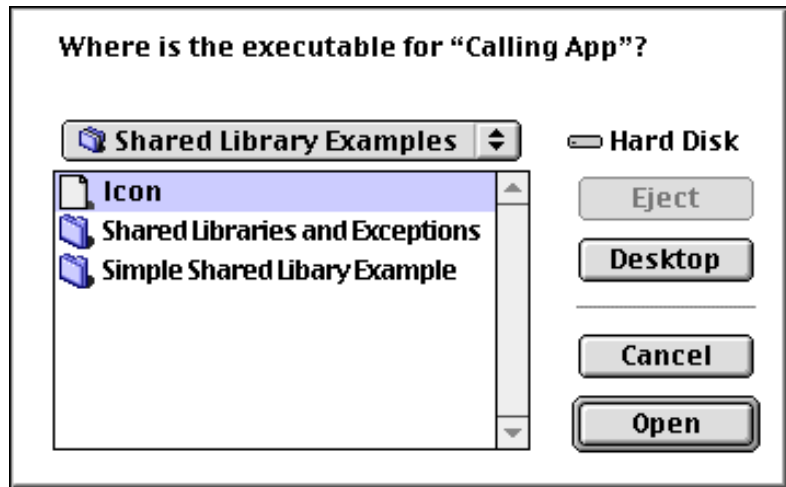 Where is the executable for “Calling App”?
Shared Library Examples
Hard Disk
Icon
Shared Libraries and Exceptions
Simple Shared Libary Example
Eject
Desktop
Cancel
Open